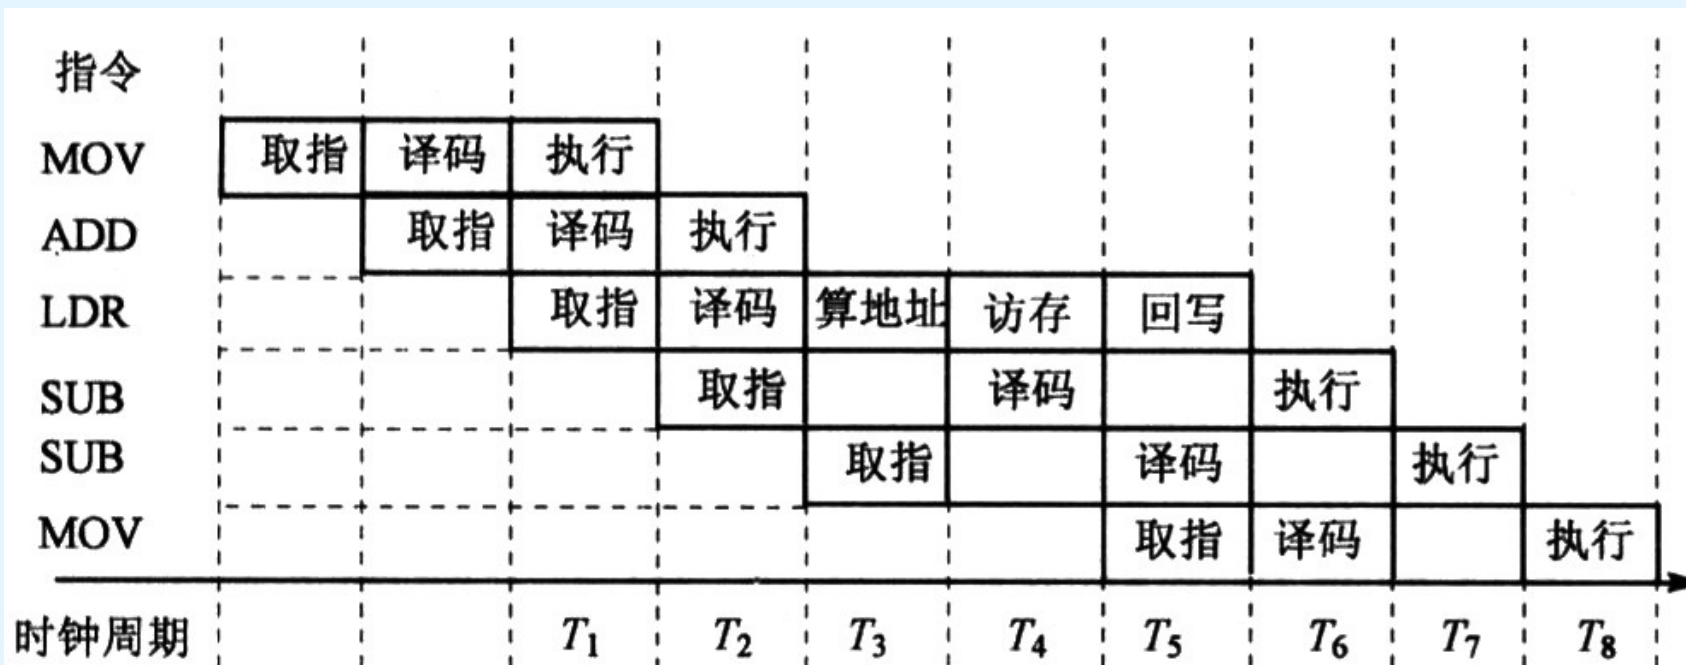 指令
MOV 取指 译码 执行
ADD 取指 译码 执行
LDR 取指 译码 算地址 访存 回写
SUB 取指 译码 执行
SUB 取指 译码 执行
MOV 取指 译码 执行
时钟周期 T1 T2 T3 T4 T5 T6 T7 T8